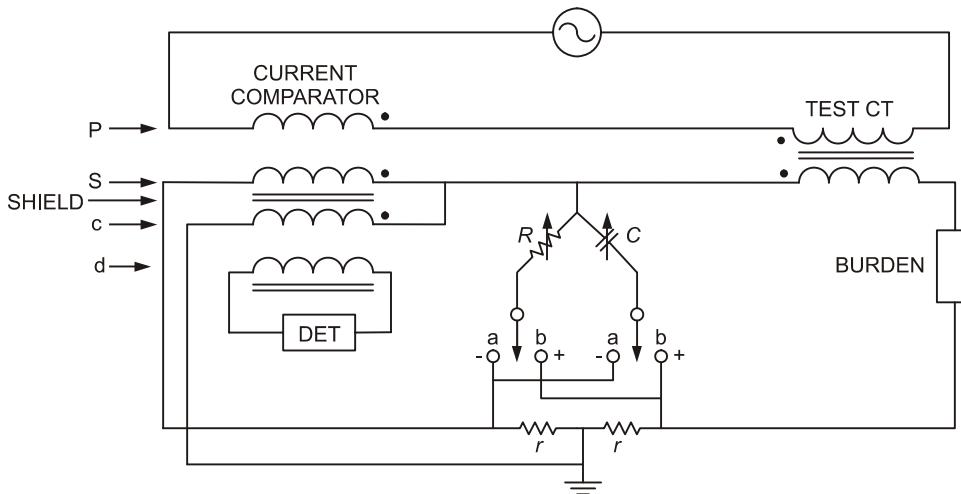 CURRENT
COMPARATOR
TEST CT
P
S
SHIELD
c
d
R
C
BURDEN
DET
a
b
a
b
-
+
-
+
r
r